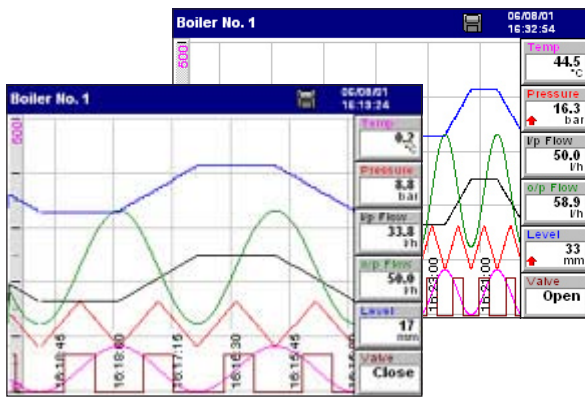 Boiler No. 1
06/08/01
16:32:54
500
Temp
44.5
°C
Pressure
16.3
bar
I/p Flow
50.0
l/h
o/p Flow
58.9
l/h
Level
33
mm
Valve
Open
16:23:00
16:21:00
Boiler No. 1
06/08/01
16:19:24
500
Temp
0.2
°C
Pressure
8.8
bar
I/p Flow
33.8
l/h
o/p Flow
50.0
l/h
Level
17
mm
Valve
Close
16:18:45
16:18:00
16:17:15
16:16:30
16:15:45